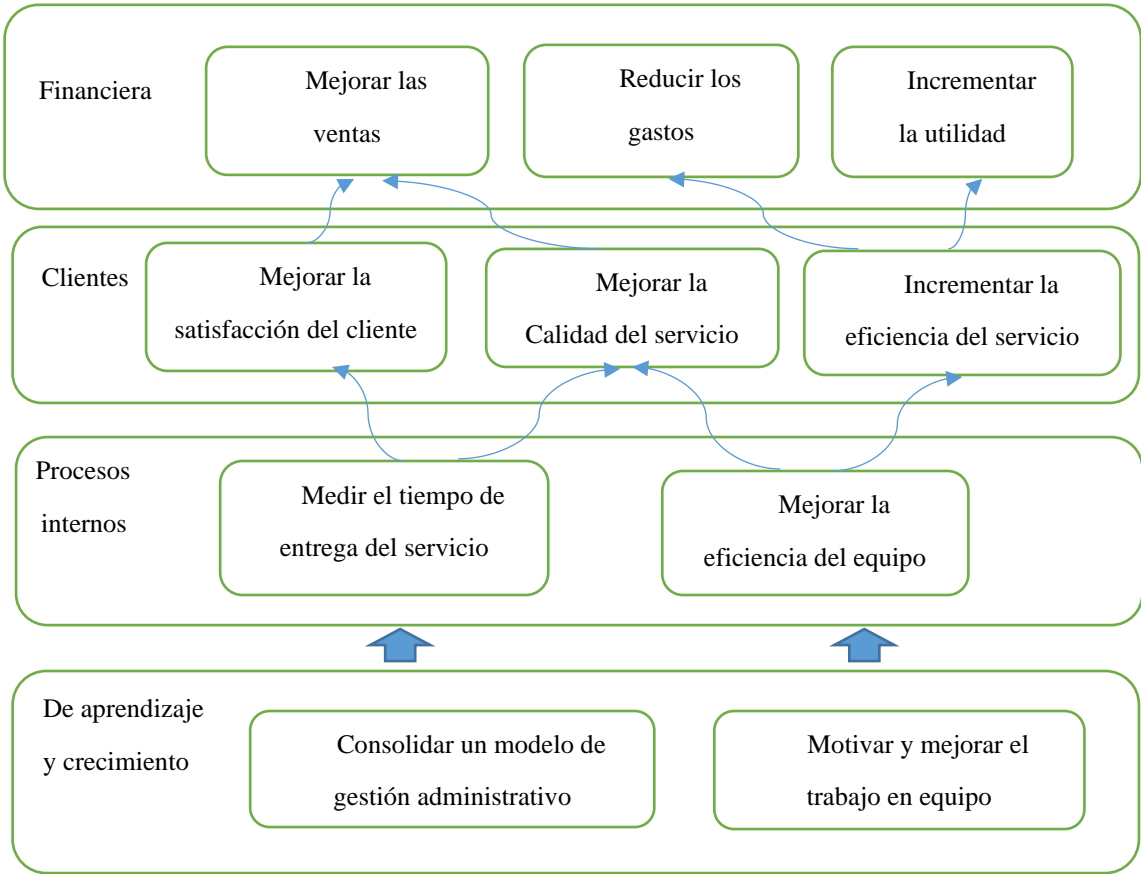 Financiera
Mejorar las
ventas
Reducir los
gastos
Incrementar
la utilidad
Clientes
Mejorar la
satisfacción del cliente
Mejorar la
Calidad del servicio
Incrementar la
eficiencia del servicio
Procesos
internos
Medir el tiempo de
entrega del servicio
Mejorar la
eficiencia del equipo
De aprendizaje
y crecimiento
Consolidar un modelo de
gestión administrativo
Motivar y mejorar el
trabajo en equipo